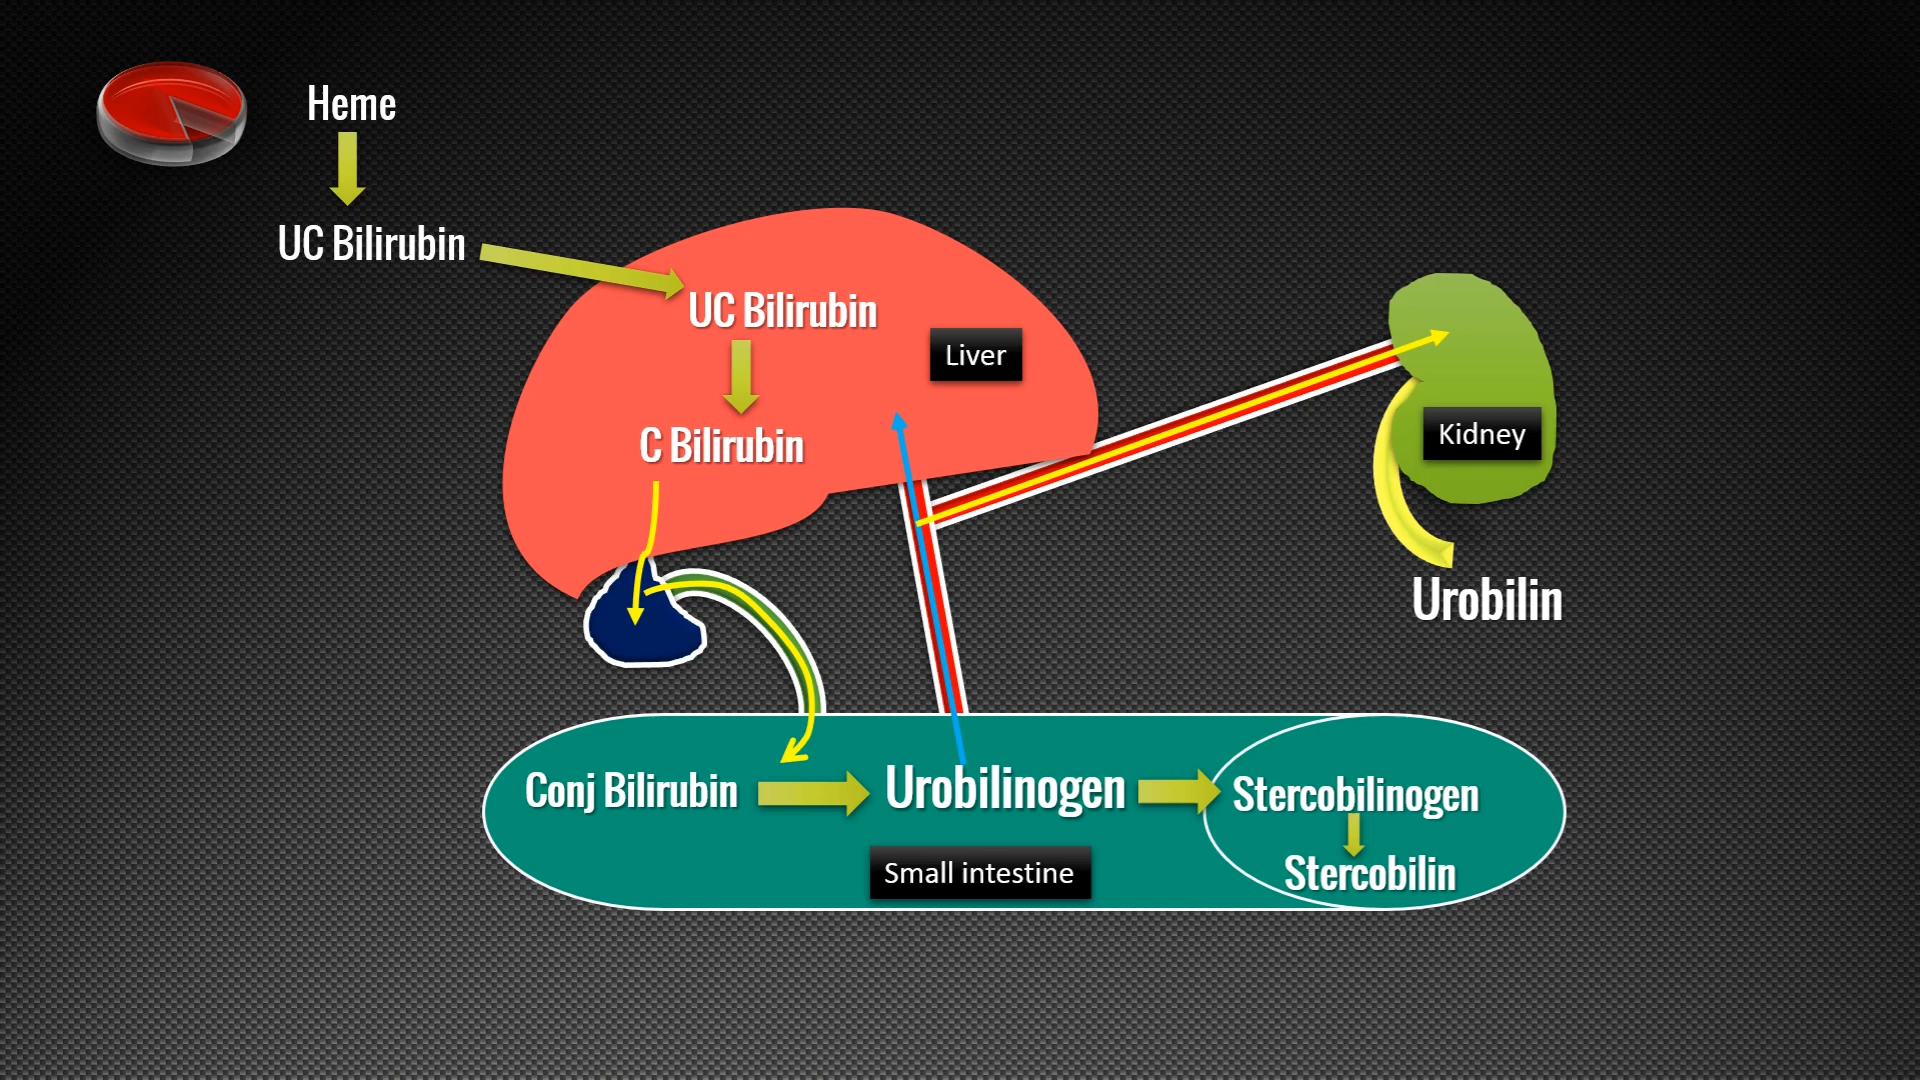 Heme
UC Bilirubin
UC Bilirubin
Liver
C Bilirubin
Kidney
Urobilin
Conj Bilirubin
Urobilinogen
Stercobilinogen
Stercobilin
Small intestine